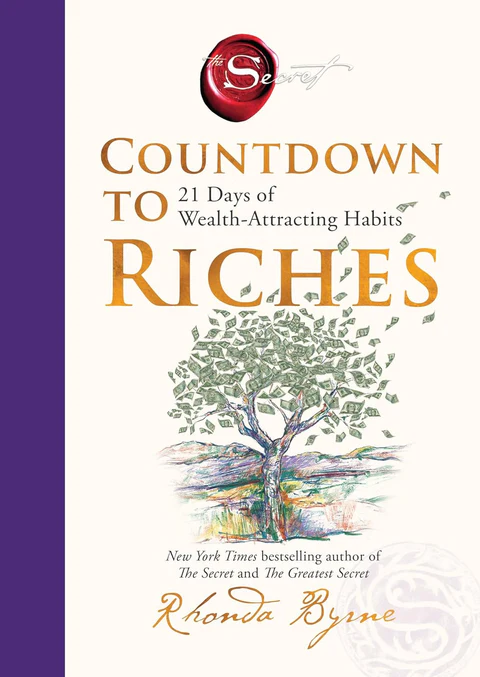 the Secret
COUNTDOWN
TO 21 Days of
Wealth-Attracting Habits
RICHES
New York Times bestselling author of
The Secret and The Greatest Secret
Rhonda Byrne